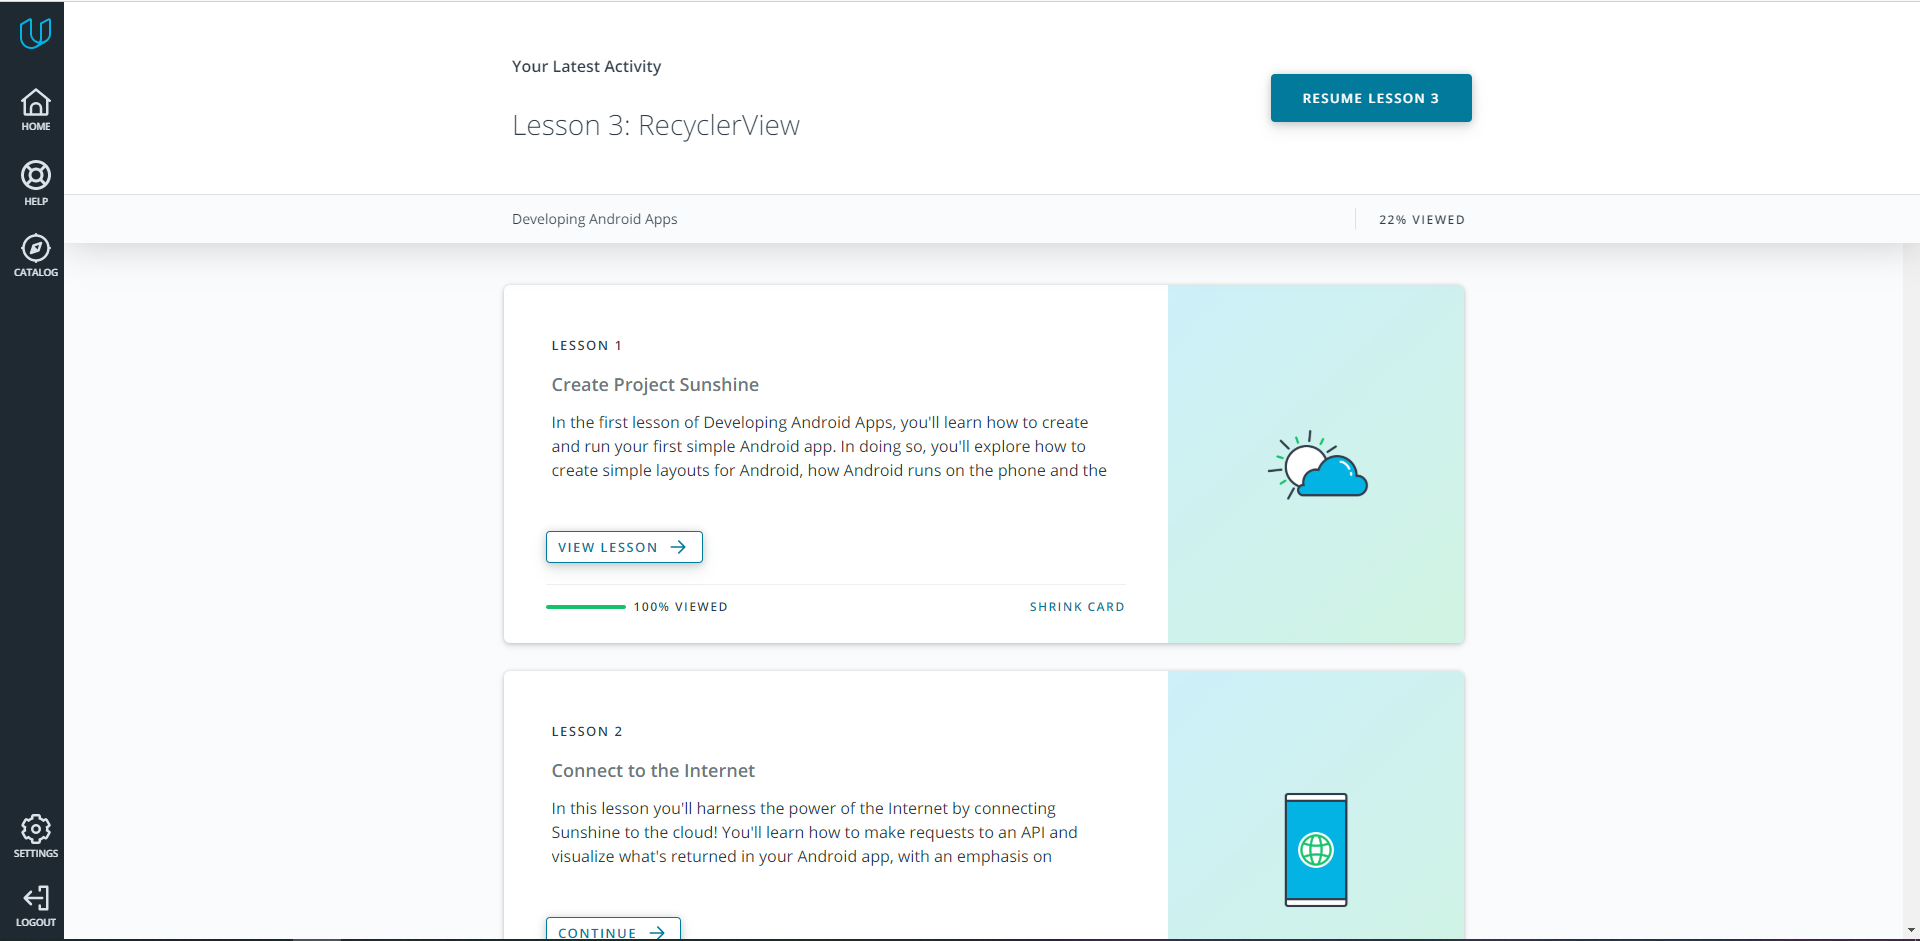 HOME
HELP
CATALOG
SETTINGS
LOGOUT
Your Latest Activity
Lesson 3: RecyclerView
RESUME LESSON 3
Developing Android Apps
22% VIEWED
LESSON 1
Create Project Sunshine
In the first lesson of Developing Android Apps, you'll learn how to create
and run your first simple Android app. In doing so, you'll explore how to
create simple layouts for Android, how Android runs on the phone and the
VIEW LESSON
100% VIEWED
SHRINK CARD
LESSON 2
Connect to the Internet
In this lesson you'll harness the power of the Internet by connecting
Sunshine to the cloud! You'll learn how to make requests to an API and
visualize what's returned in your Android app, with an emphasis on
CONTINUE